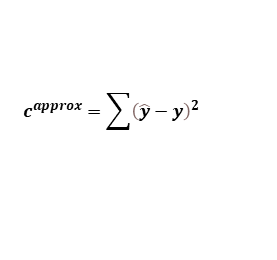 c^approx = ∑(ŷ − y)²